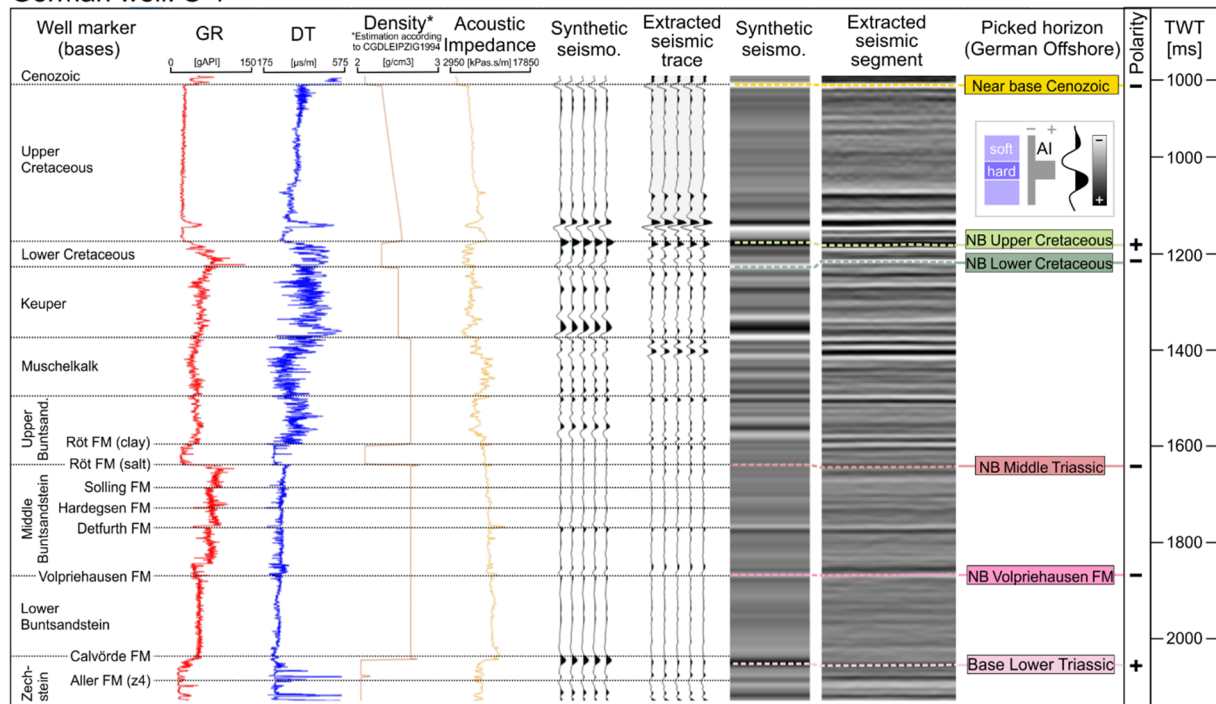 Well marker
(bases)
GR
0 [gAPI] 150
DT
175 [µs/m] 575
Density*
*Estimation according
to CGDLEIPZIG1994
2 [g/cm3] 3
Acoustic
Impedance
2950 [kPas.s/m] 17850
Synthetic
seismo.
Extracted
seismic
trace
Synthetic
seismo.
Extracted
seismic
segment
Picked horizon
(German Offshore)
Polarity
TWT
[ms]
Cenozoic
Upper
Cretaceous
Lower Cretaceous
Keuper
Muschelkalk
Upper
Buntsand.
Röt FM (clay)
Röt FM (salt)
Middle
Buntsandstein
Solling FM
Hardegsen FM
Detfurth FM
Volpriehausen FM
Lower
Buntsandstein
Calvörde FM
Zech-
stein
Aller FM (z4)
Near base Cenozoic
−
soft
hard
− +
AI
−
+
NB Upper Cretaceous
+
NB Lower Cretaceous
−
NB Middle Triassic
−
NB Volpriehausen FM
−
Base Lower Triassic
+
1000
1000
1200
1400
1600
1800
2000